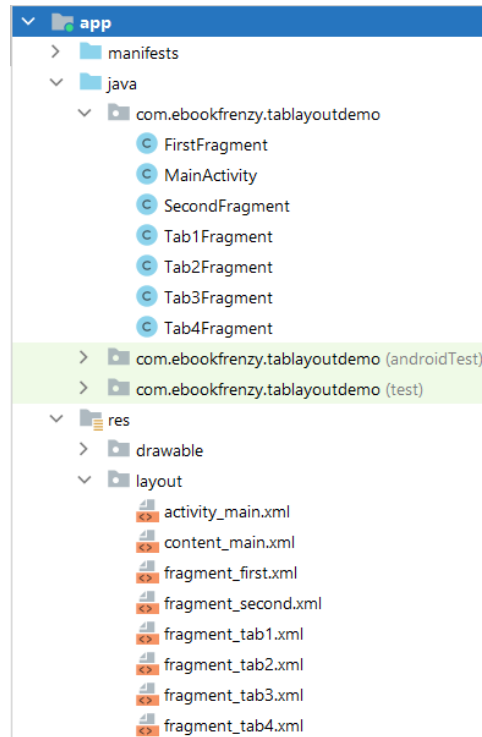 app
manifests
java
com.ebookfrenzy.tablayoutdemo
C FirstFragment
C MainActivity
C SecondFragment
C Tab1Fragment
C Tab2Fragment
C Tab3Fragment
C Tab4Fragment
com.ebookfrenzy.tablayoutdemo (androidTest)
com.ebookfrenzy.tablayoutdemo (test)
res
drawable
layout
activity_main.xml
content_main.xml
fragment_first.xml
fragment_second.xml
fragment_tab1.xml
fragment_tab2.xml
fragment_tab3.xml
fragment_tab4.xml